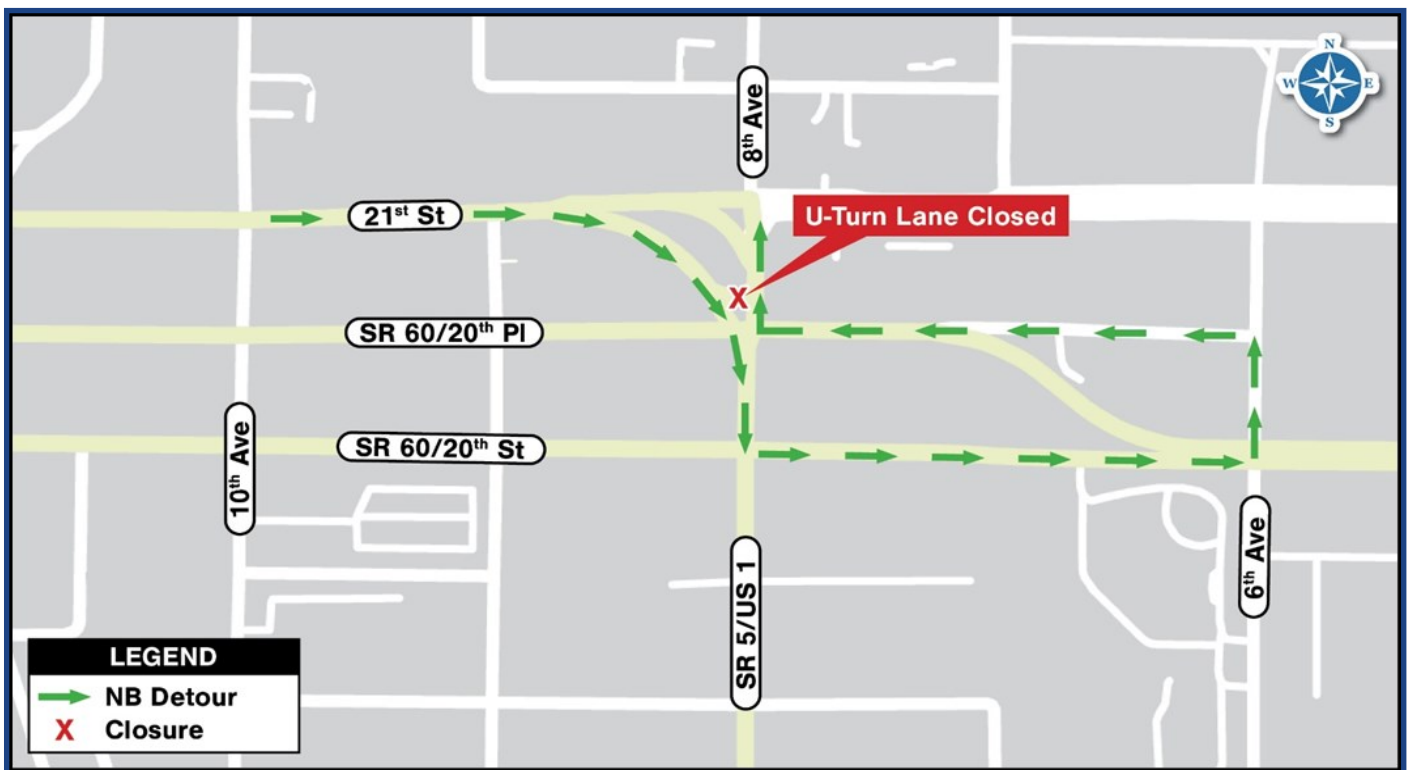 N
W E
S
8th Ave
21st St
U-Turn Lane Closed
SR 60/20th Pl
SR 60/20th St
10th Ave
SR 5/US 1
6th Ave
LEGEND
NB Detour
X Closure
X